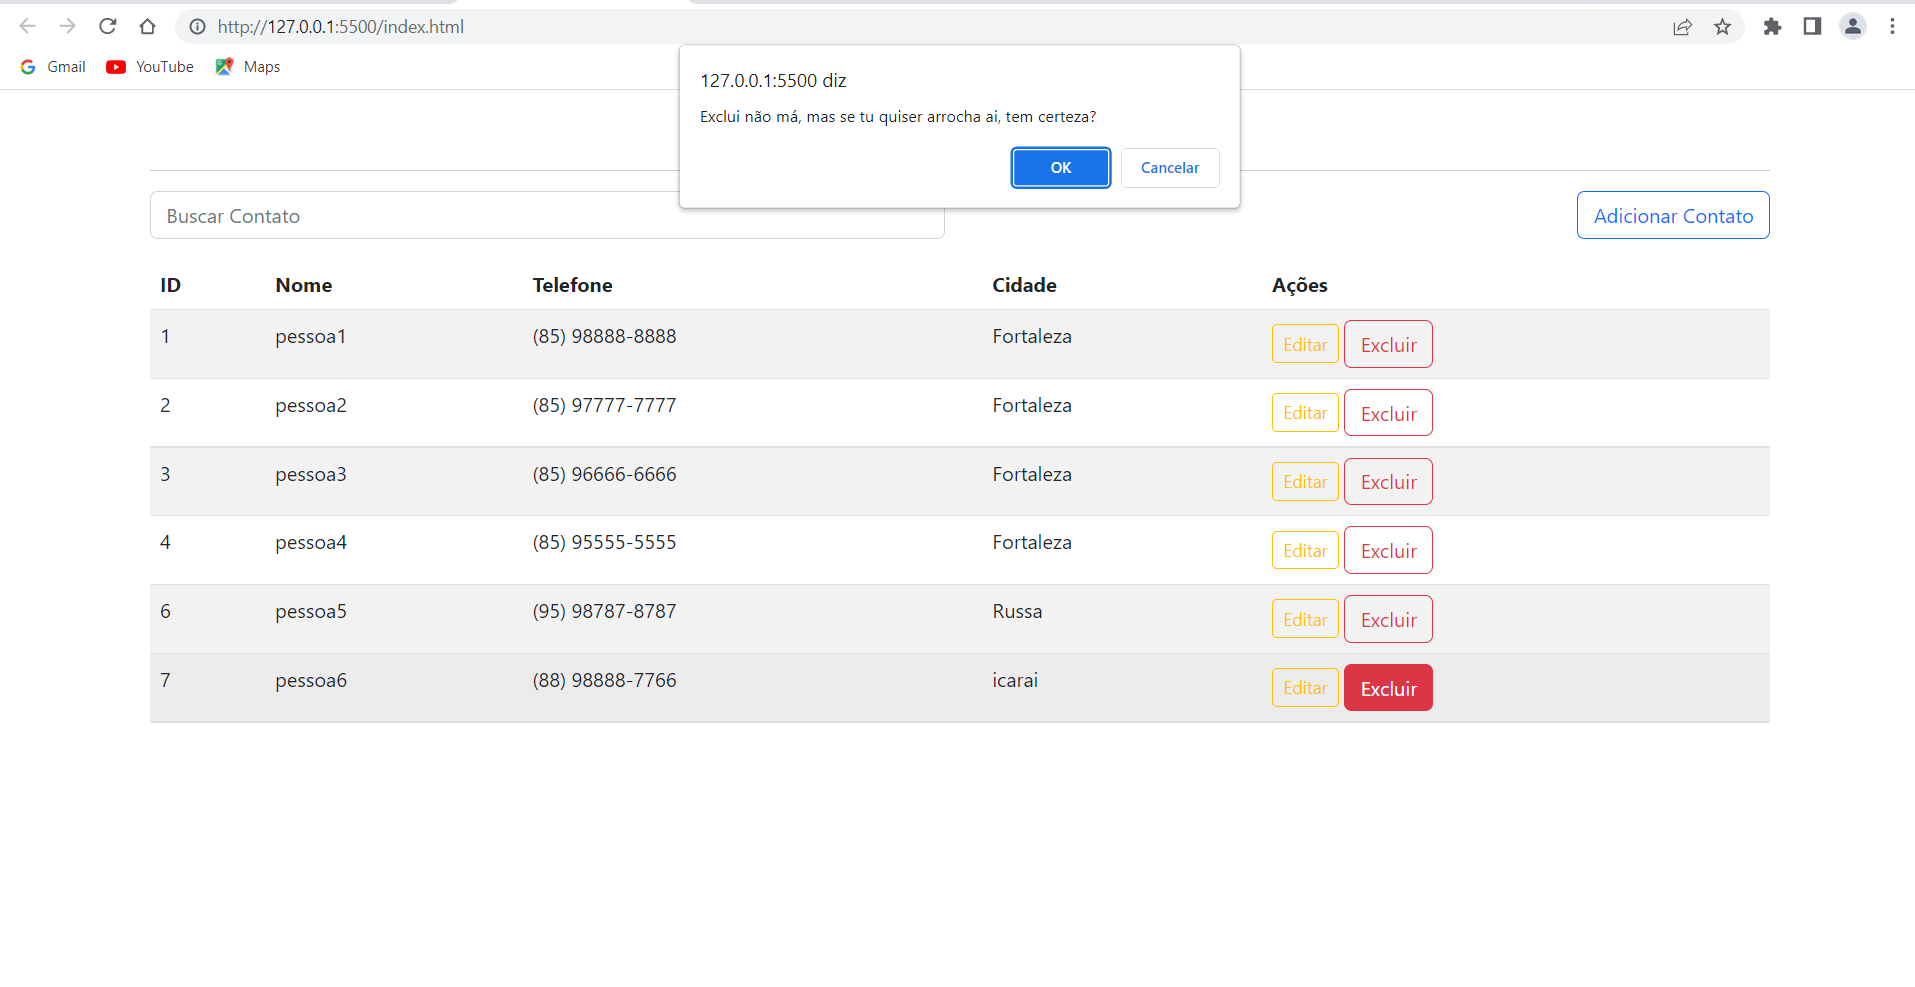 http://127.0.0.1:5500/index.html
Gmail YouTube Maps
127.0.0.1:5500 diz
Exclui não má, mas se tu quiser arrocha ai, tem certeza?
OK Cancelar
Buscar Contato Adicionar Contato
ID Nome Telefone Cidade Ações
1 pessoa1 (85) 98888-8888 Fortaleza Editar Excluir
2 pessoa2 (85) 97777-7777 Fortaleza Editar Excluir
3 pessoa3 (85) 96666-6666 Fortaleza Editar Excluir
4 pessoa4 (85) 95555-5555 Fortaleza Editar Excluir
6 pessoa5 (95) 98787-8787 Russa Editar Excluir
7 pessoa6 (88) 98888-7766 icarai Editar Excluir